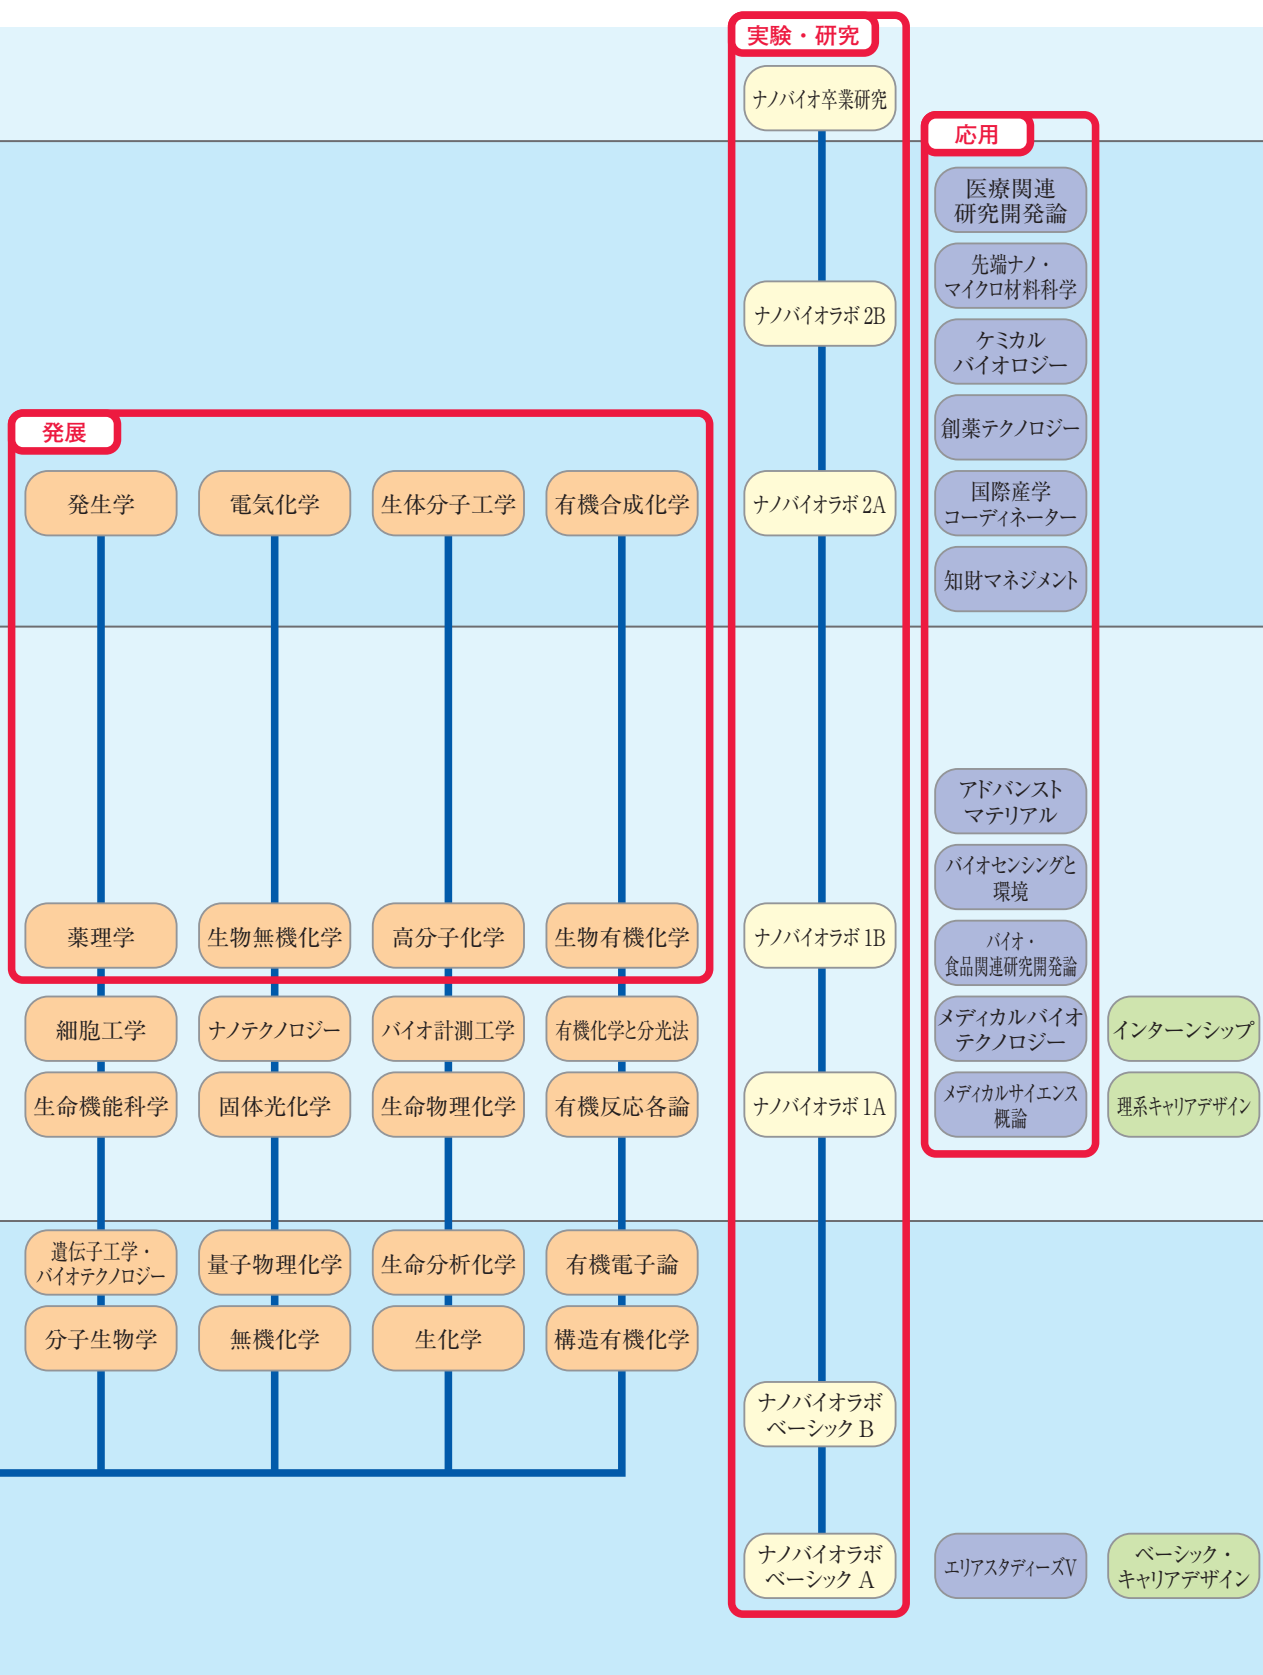 実験・研究
ナノバイオ卒業研究
応用
医療関連
研究開発論
先端ナノ・
マイクロ材料科学
ナノバイオラボ 2B
ケミカル
バイオロジー
発展
創薬テクノロジー
発生学
電気化学
生体分子工学
有機合成化学
ナノバイオラボ 2A
国際産学
コーディネーター
知財マネジメント
アドバンスト
マテリアル
バイオセンシングと
環境
薬理学
生物無機化学
高分子化学
生物有機化学
ナノバイオラボ 1B
バイオ・
食品関連研究開発論
細胞工学
ナノテクノロジー
バイオ計測工学
有機化学と分光法
メディカルバイオ
テクノロジー
インターンシップ
生命機能科学
固体光化学
生命物理化学
有機反応各論
ナノバイオラボ 1A
メディカルサイエンス
概論
理系キャリアデザイン
遺伝子工学・
バイオテクノロジー
量子物理化学
生命分析化学
有機電子論
分子生物学
無機化学
生化学
構造有機化学
ナノバイオラボ
ベーシック B
ナノバイオラボ
ベーシック A
エリアスタディーズV
ベーシック・
キャリアデザイン